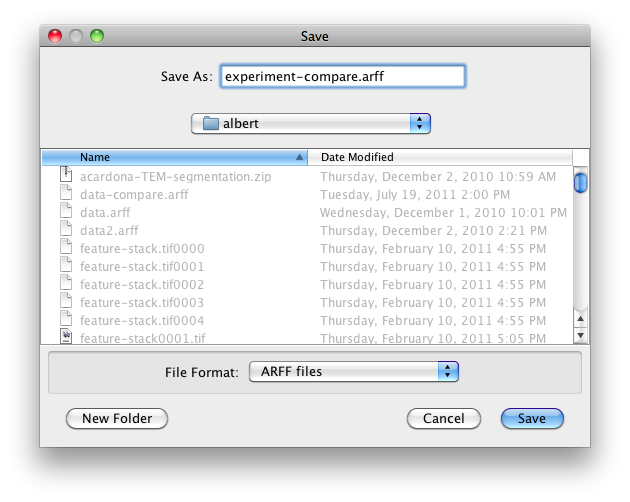 Save
Save As: experiment-compare.arff
albert
Name Date Modified
acardona-TEM-segmentation.zip Thursday, December 2, 2010 10:59 AM
data-compare.arff Tuesday, July 19, 2011 2:00 PM
data.arff Wednesday, December 1, 2010 10:01 PM
data2.arff Thursday, December 2, 2010 2:21 PM
feature-stack.tif0000 Thursday, February 10, 2011 4:55 PM
feature-stack.tif0001 Thursday, February 10, 2011 4:55 PM
feature-stack.tif0002 Thursday, February 10, 2011 4:55 PM
feature-stack.tif0003 Thursday, February 10, 2011 4:55 PM
feature-stack.tif0004 Thursday, February 10, 2011 4:55 PM
feature-stack0001.tif Thursday, February 10, 2011 5:05 PM
File Format: ARFF files
New Folder Cancel Save